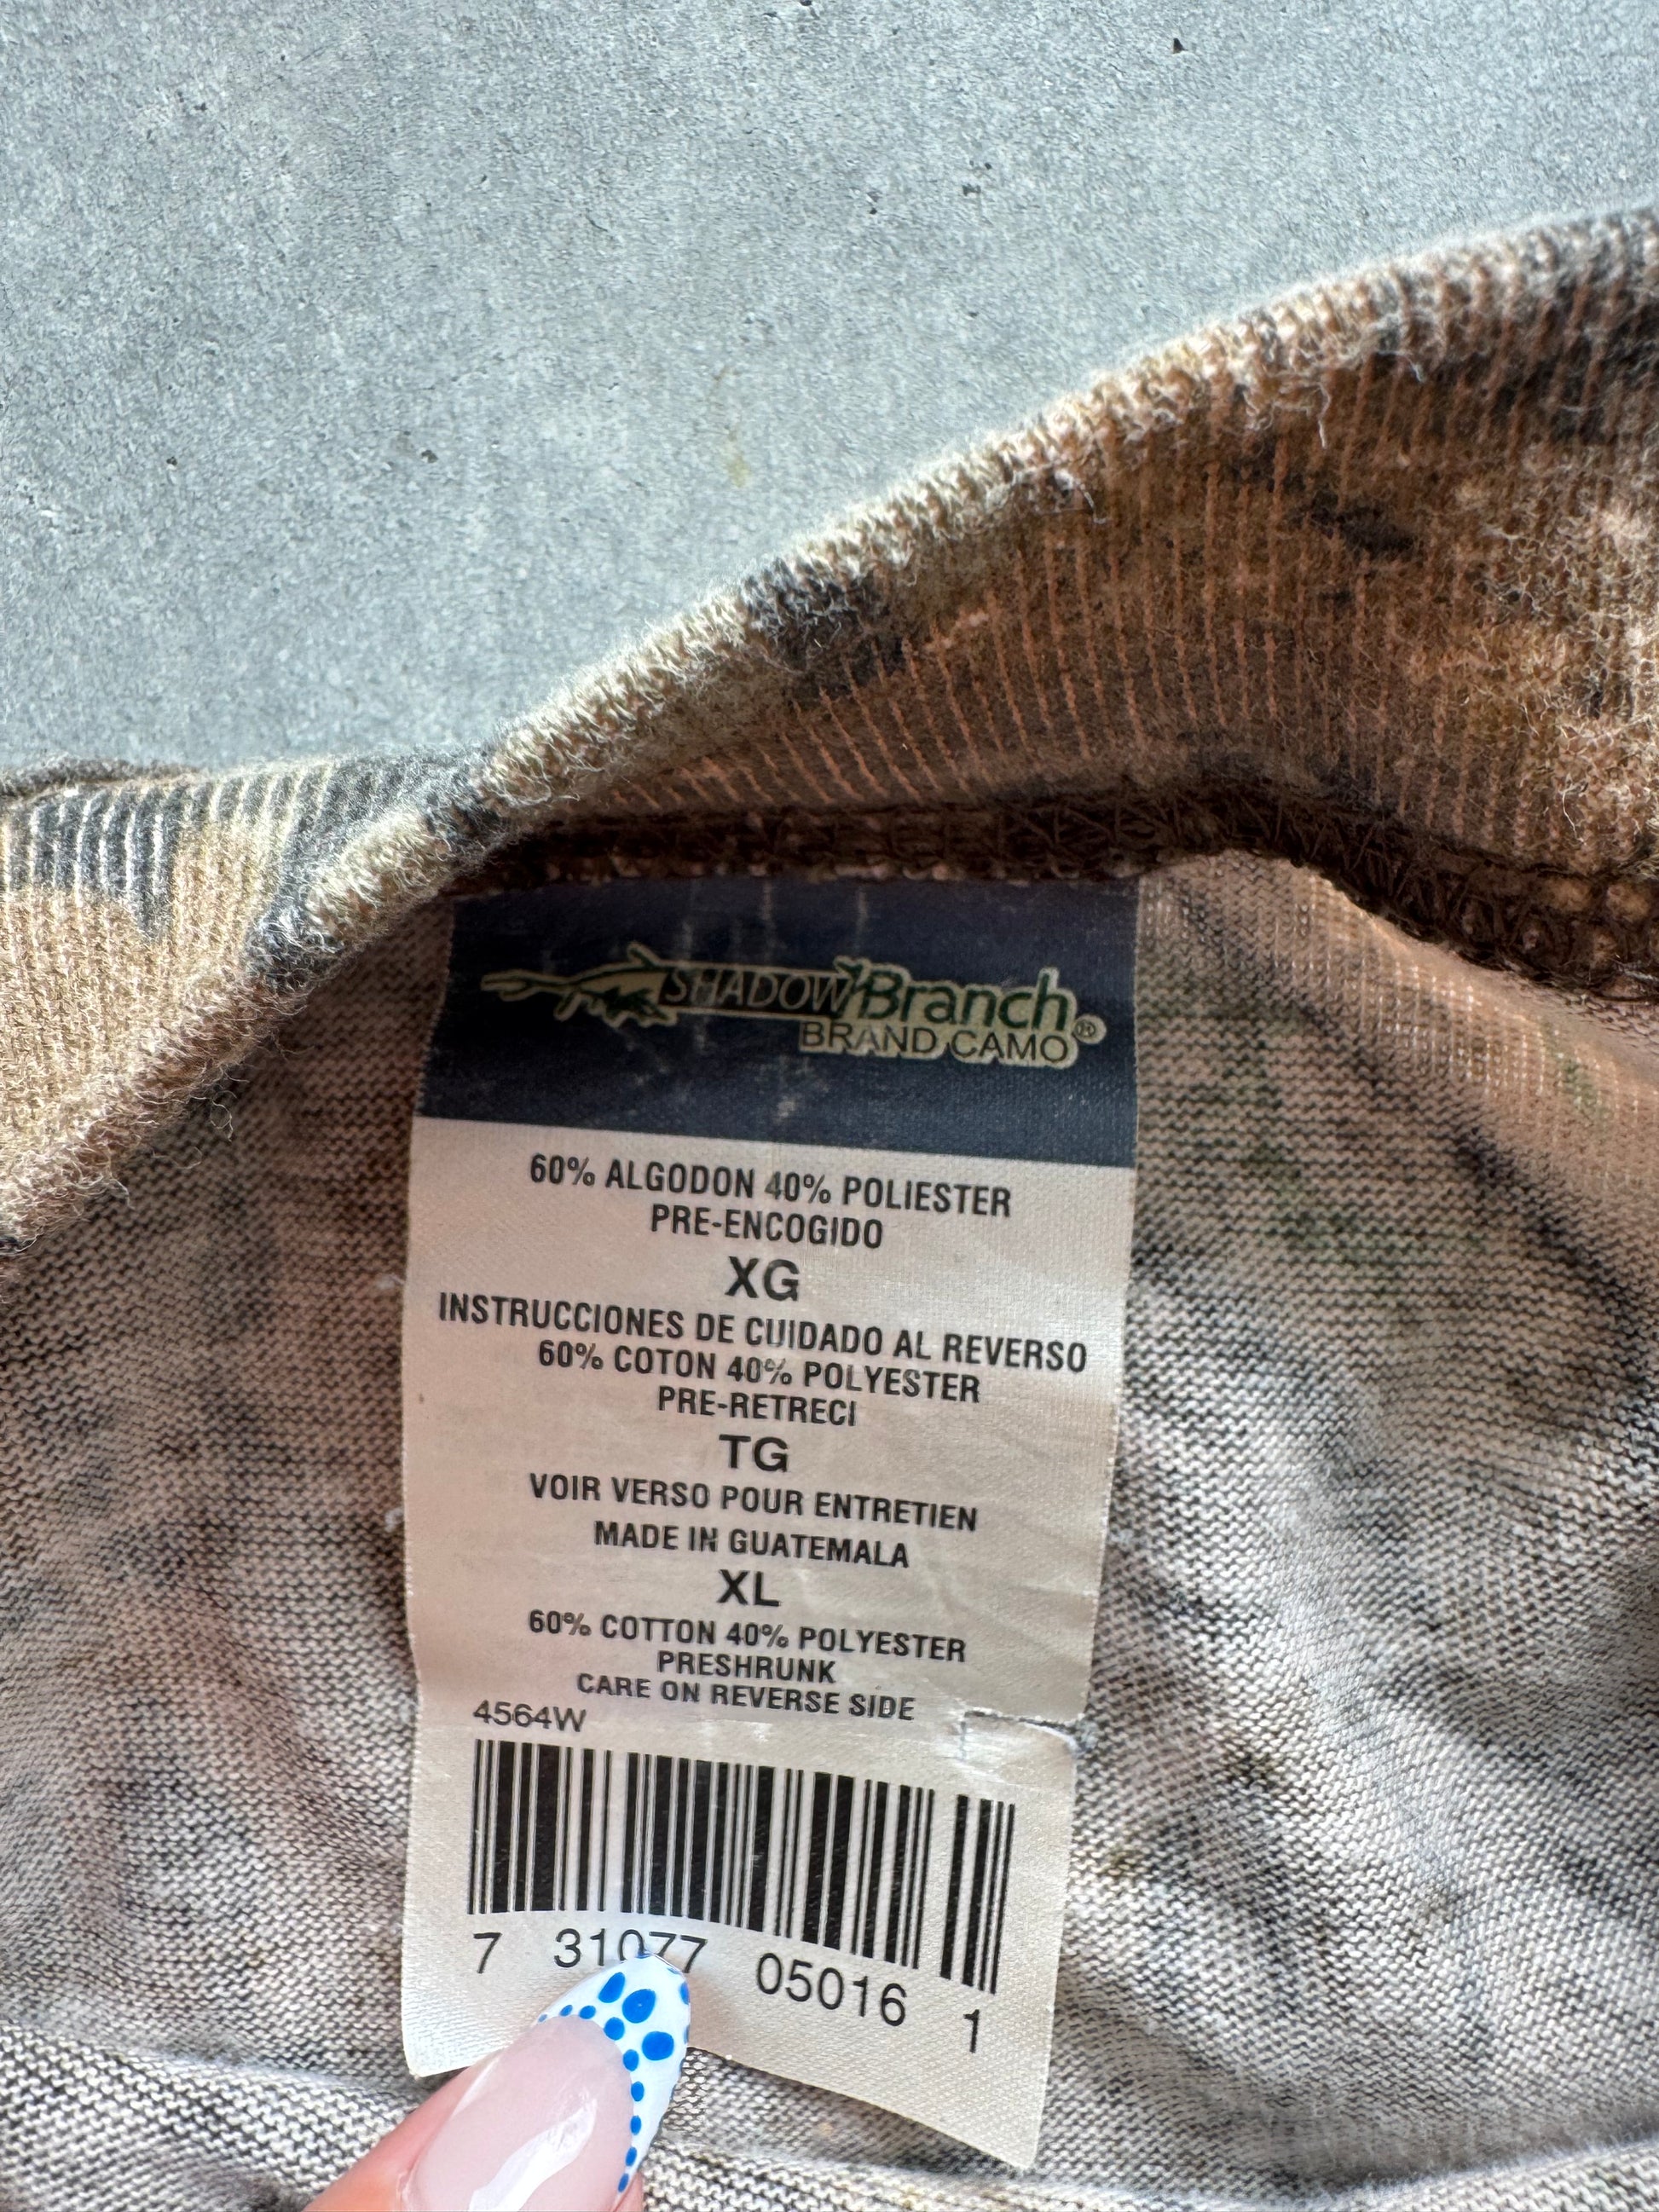 SHADOW Branch
BRAND CAMO®
60% ALGODON 40% POLIESTER
PRE-ENCOGIDO
XG
INSTRUCCIONES DE CUIDADO AL REVERSO
60% COTON 40% POLYESTER
PRE-RETRECI
TG
VOIR VERSO POUR ENTRETIEN
MADE IN GUATEMALA
XL
60% COTTON 40% POLYESTER
PRESHRUNK
CARE ON REVERSE SIDE
4564W
7 31077 05016 1